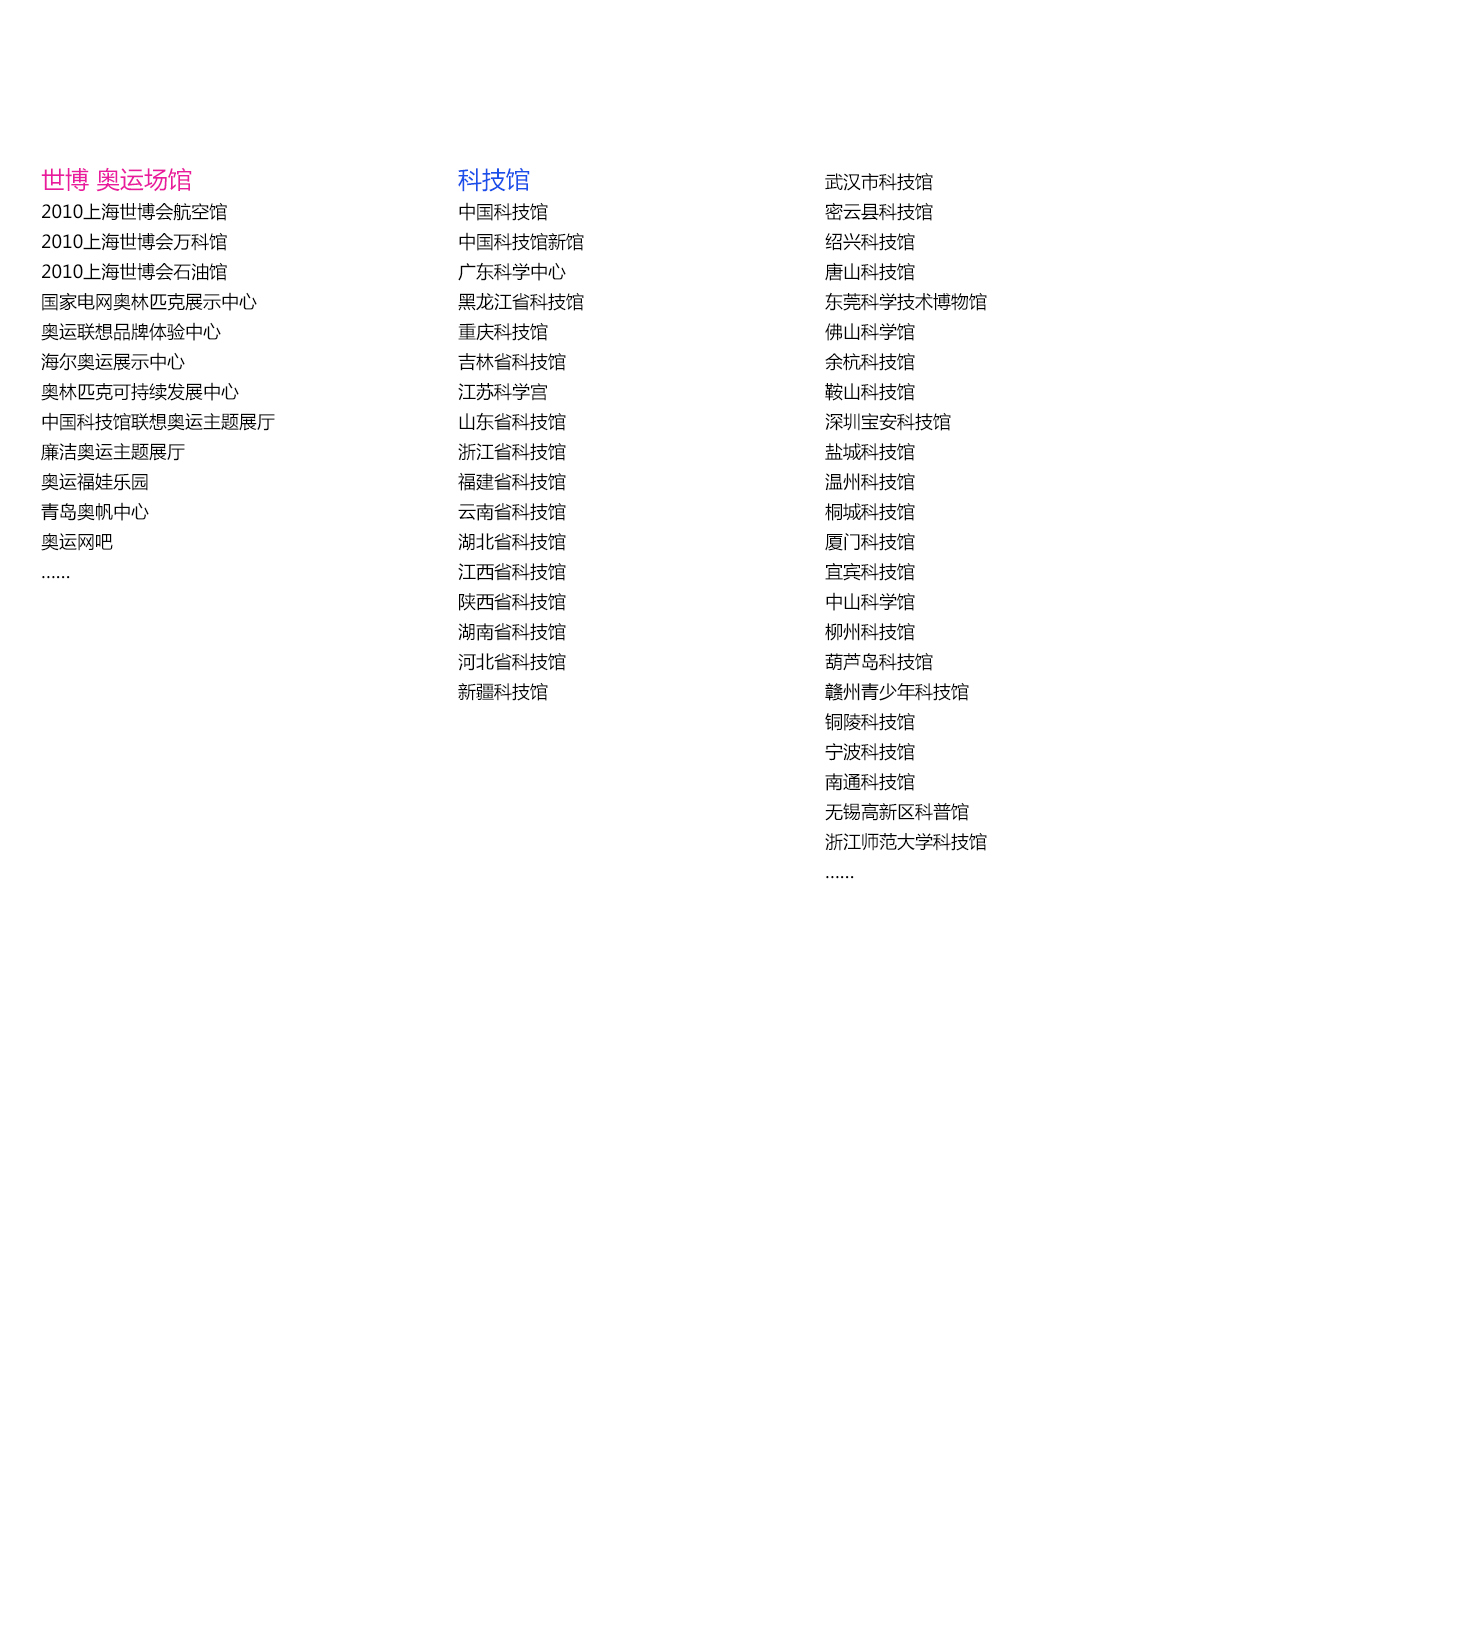 世博 奥运场馆
2010上海世博会航空馆
2010上海世博会万科馆
2010上海世博会石油馆
国家电网奥林匹克展示中心
奥运联想品牌体验中心
海尔奥运展示中心
奥林匹克可持续发展中心
中国科技馆联想奥运主题展厅
廉洁奥运主题展厅
奥运福娃乐园
青岛奥帆中心
奥运网吧
......
科技馆
中国科技馆
中国科技馆新馆
广东科学中心
黑龙江省科技馆
重庆科技馆
吉林省科技馆
江苏科学宫
山东省科技馆
浙江省科技馆
福建省科技馆
云南省科技馆
湖北省科技馆
江西省科技馆
陕西省科技馆
湖南省科技馆
河北省科技馆
新疆科技馆
武汉市科技馆
密云县科技馆
绍兴科技馆
唐山科技馆
东莞科学技术博物馆
佛山科学馆
余杭科技馆
鞍山科技馆
深圳宝安科技馆
盐城科技馆
温州科技馆
桐城科技馆
厦门科技馆
宜宾科技馆
中山科学馆
柳州科技馆
葫芦岛科技馆
赣州青少年科技馆
铜陵科技馆
宁波科技馆
南通科技馆
无锡高新区科普馆
浙江师范大学科技馆
......